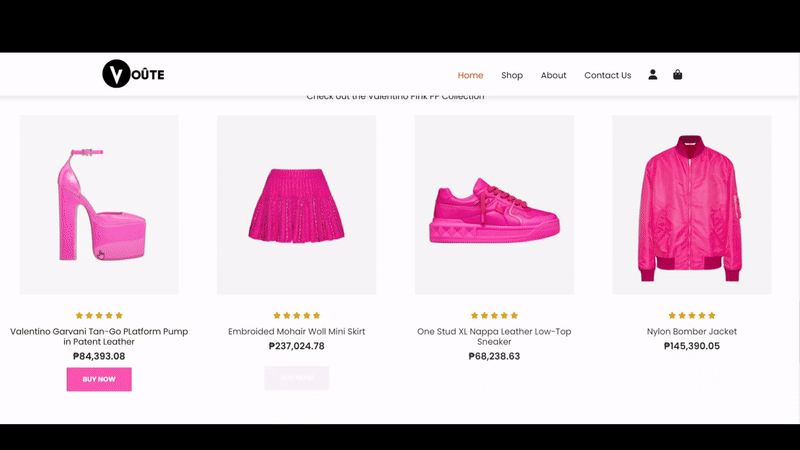 VOÛTE
Home Shop About Contact Us
Check out the Valentino Pink PP Collection
Valentino Garvani Tan-Go PLatform Pump
in Patent Leather
₱84,393.08
BUY NOW
Embroided Mohair Woll Mini Skirt
₱237,024.78
BUY NOW
One Stud XL Nappa Leather Low-Top
Sneaker
₱68,238.63
Nylon Bomber Jacket
₱145,390.05